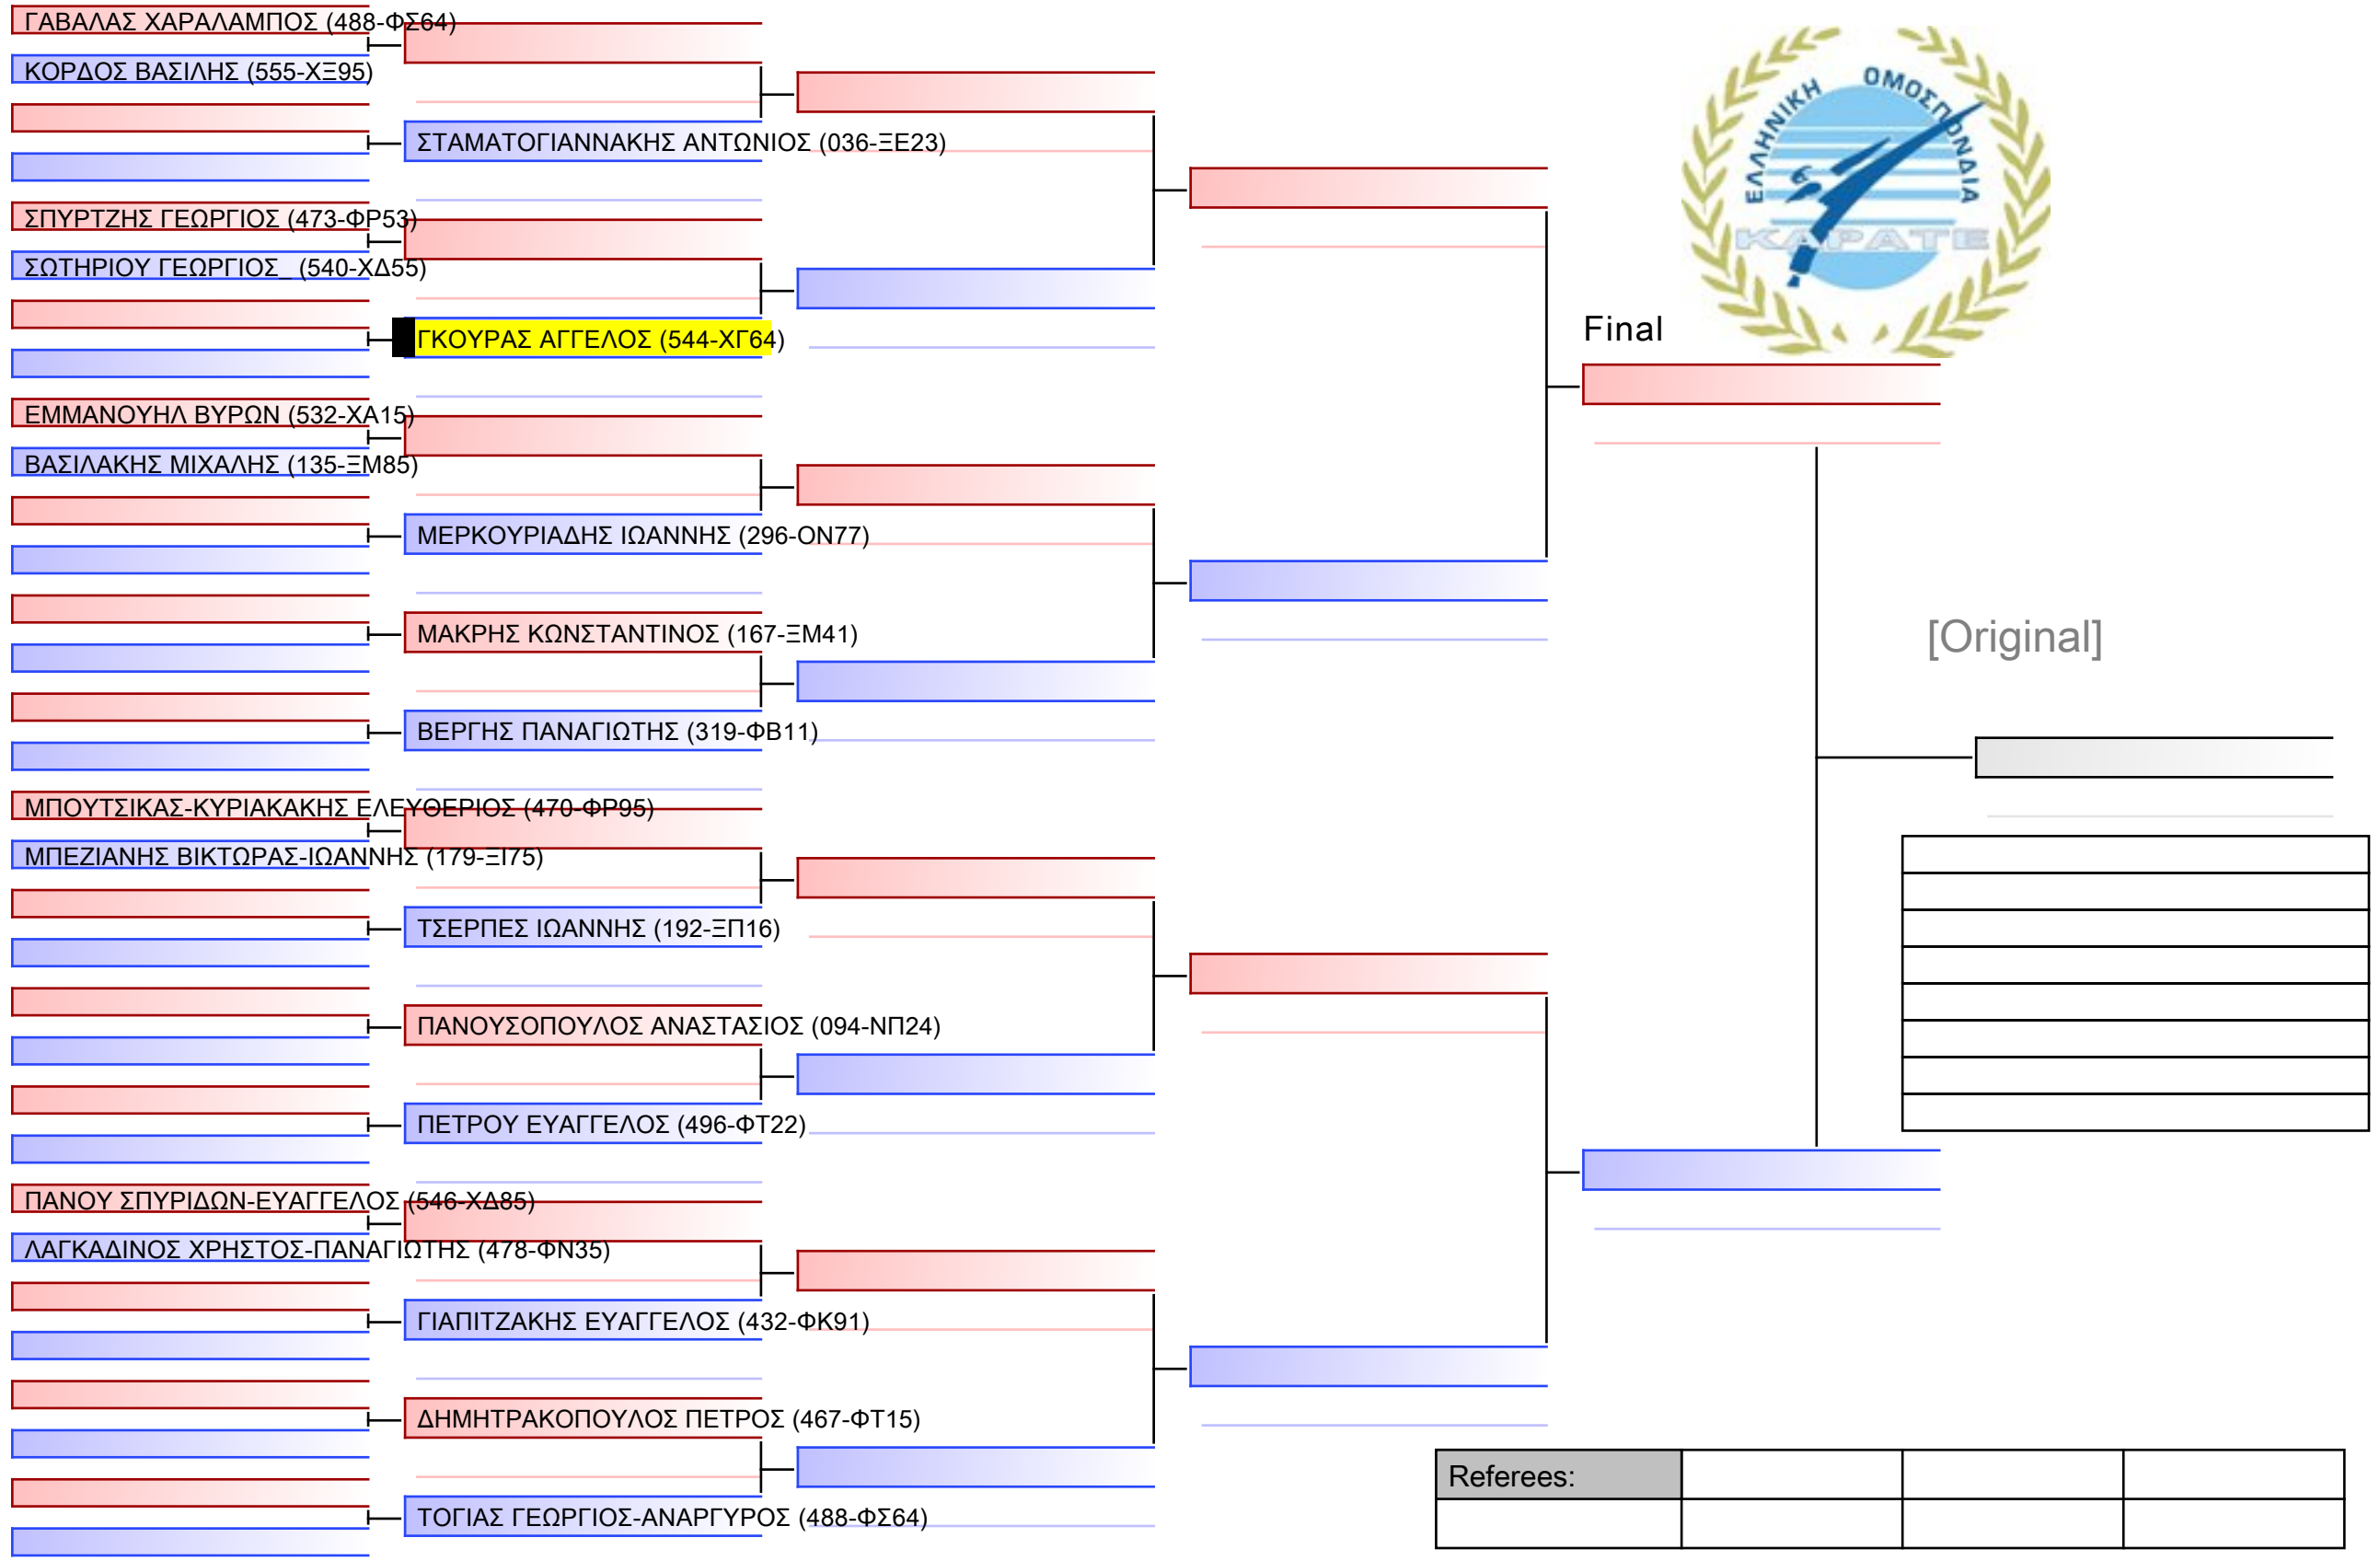 ΓΑΒΑΛΑΣ ΧΑΡΑΛΑΜΠΟΣ (488-ΦΣ64)
ΚΟΡΔΟΣ ΒΑΣΙΛΗΣ (555-ΧΞ95)
ΣΤΑΜΑΤΟΓΙΑΝΝΑΚΗΣ ΑΝΤΩΝΙΟΣ (036-ΞΕ23)
ΣΠΥΡΤΖΗΣ ΓΕΩΡΓΙΟΣ (473-ΦΡ53)
ΣΩΤΗΡΙΟΥ ΓΕΩΡΓΙΟΣ_ (540-ΧΔ55)
ΓΚΟΥΡΑΣ ΑΓΓΕΛΟΣ (544-ΧΓ64)
ΕΜΜΑΝΟΥΗΛ ΒΥΡΩΝ (532-ΧΑ15)
ΒΑΣΙΛΑΚΗΣ ΜΙΧΑΛΗΣ (135-ΞΜ85)
ΜΕΡΚΟΥΡΙΑΔΗΣ ΙΩΑΝΝΗΣ (296-ΟΝ77)
ΜΑΚΡΗΣ ΚΩΝΣΤΑΝΤΙΝΟΣ (167-ΞΜ41)
ΒΕΡΓΗΣ ΠΑΝΑΓΙΩΤΗΣ (319-ΦΒ11)
ΜΠΟΥΤΣΙΚΑΣ-ΚΥΡΙΑΚΑΚΗΣ ΕΛΕΥΘΕΡΙΟΣ (470-ΦΡ95)
ΜΠΕΖΙΑΝΗΣ ΒΙΚΤΩΡΑΣ-ΙΩΑΝΝΗΣ (179-ΞΙ75)
ΤΣΕΡΠΕΣ ΙΩΑΝΝΗΣ (192-ΞΠ16)
ΠΑΝΟΥΣΟΠΟΥΛΟΣ ΑΝΑΣΤΑΣΙΟΣ (094-ΝΠ24)
ΠΕΤΡΟΥ ΕΥΑΓΓΕΛΟΣ (496-ΦΤ22)
ΠΑΝΟΥ ΣΠΥΡΙΔΩΝ-ΕΥΑΓΓΕΛΟΣ (546-ΧΔ85)
ΛΑΓΚΑΔΙΝΟΣ ΧΡΗΣΤΟΣ-ΠΑΝΑΓΙΩΤΗΣ (478-ΦΝ35)
ΓΙΑΠΙΤΖΑΚΗΣ ΕΥΑΓΓΕΛΟΣ (432-ΦΚ91)
ΔΗΜΗΤΡΑΚΟΠΟΥΛΟΣ ΠΕΤΡΟΣ (467-ΦΤ15)
ΤΟΓΙΑΣ ΓΕΩΡΓΙΟΣ-ΑΝΑΡΓΥΡΟΣ (488-ΦΣ64)
ΕΛΛΗΝΙΚΗ ΟΜΟΣΠΟΝΔΙΑ
ΚΑΡΑΤΕ
Final
[Original]
Referees: